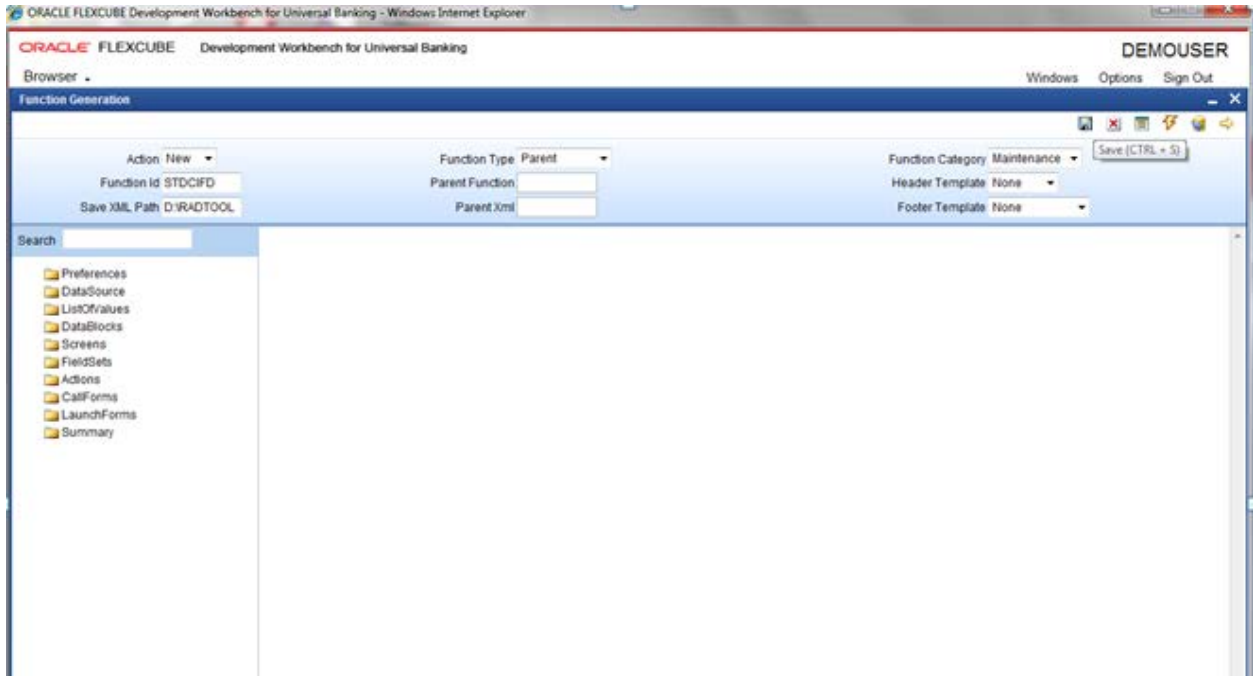 ORACLE FLEXCUBE Development Workbench for Universal Banking - Windows Internet Explorer
ORACLE FLEXCUBE Development Workbench for Universal Banking DEMOUSER
Browser Windows Options Sign Out
Function Generation
Action New Function Type Parent Function Category Maintenance Save (CTRL + S)
Function Id STDCIFD Parent Function Header Template None
Save XML Path D:\RADTOOL Parent Xml Footer Template None
Search
Preferences
DataSource
ListOfValues
DataBlocks
Screens
FieldSets
Actions
CallForms
LaunchForms
Summary